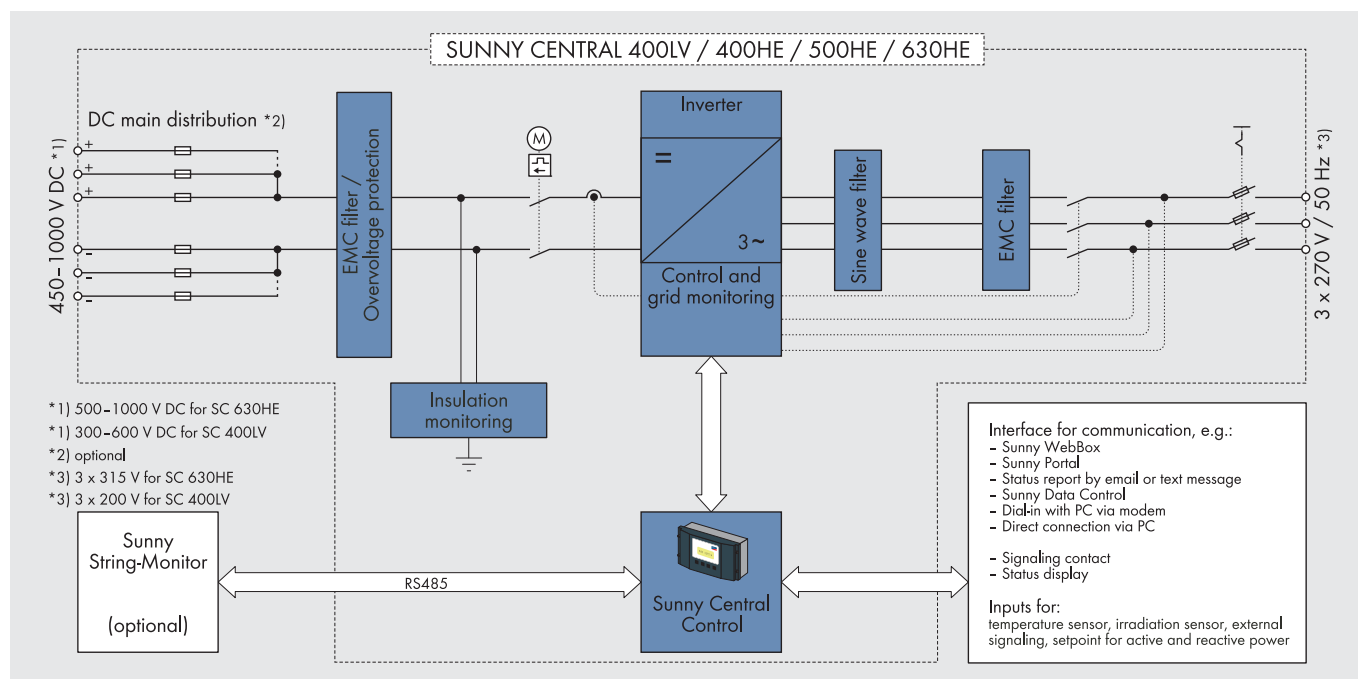 SUNNY CENTRAL 400LV / 400HE / 500HE / 630HE
DC main distribution *2)
450–1000 V DC *1)
+
+
+
-
-
-
EMC filter /
Overvoltage protection
M
Inverter
=
3~
Control and
grid monitoring
Sine wave filter
EMC filter
3 x 270 V / 50 Hz *3)
Insulation
monitoring
*1) 500–1000 V DC for SC 630HE
*1) 300–600 V DC for SC 400LV
*2) optional
*3) 3 x 315 V for SC 630HE
*3) 3 x 200 V for SC 400LV
Sunny
String-Monitor
(optional)
RS485
Sunny Central
Control
Interface for communication, e.g.:
– Sunny WebBox
– Sunny Portal
– Status report by email or text message
– Sunny Data Control
– Dial-in with PC via modem
– Direct connection via PC
– Signaling contact
– Status display
Inputs for:
temperature sensor, irradiation sensor, external
signaling, setpoint for active and reactive power